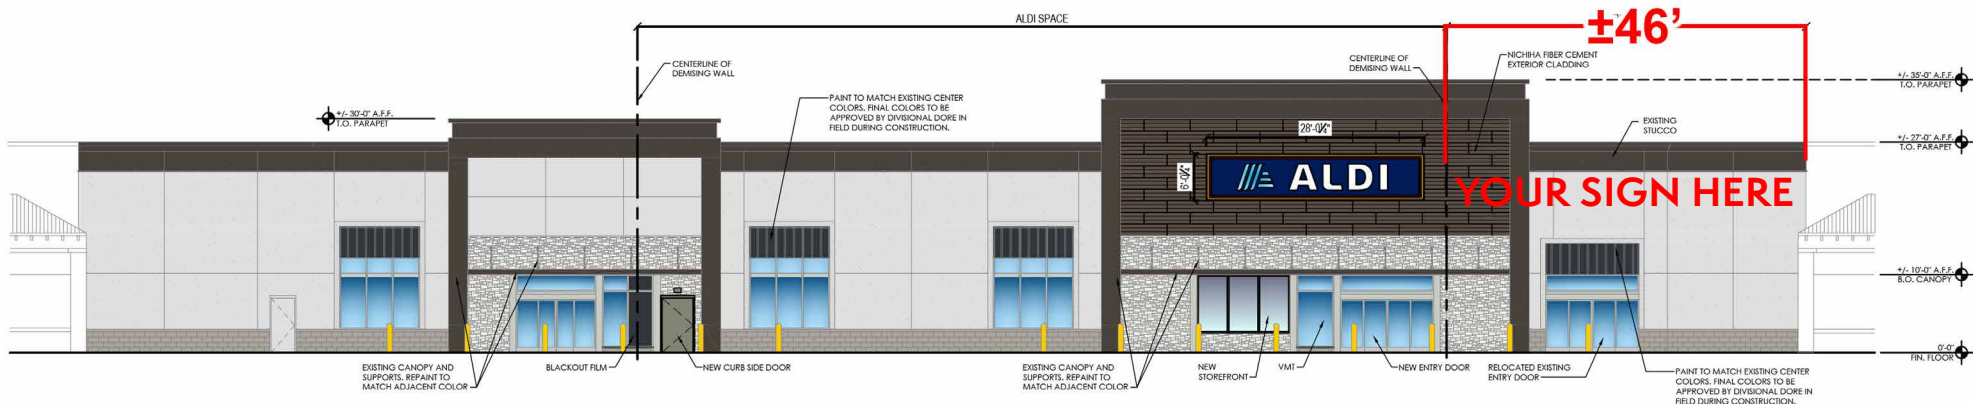 ALDI SPACE
±46'
CENTERLINE OF
DEMISING WALL
CENTERLINE OF
DEMISING WALL
NICHIHA FIBER CEMENT
EXTERIOR CLADDING
+/- 35'-0" A.F.F.
T.O. PARAPET
+/- 30'-0" A.F.F.
T.O. PARAPET
PAINT TO MATCH EXISTING CENTER
COLORS. FINAL COLORS TO BE
APPROVED BY DIVISIONAL DORE IN
FIELD DURING CONSTRUCTION.
28'-0¼"
EXISTING
STUCCO
+/- 27'-0" A.F.F.
T.O. PARAPET
6'-0¼"
ALDI
YOUR SIGN HERE
+/- 10'-0" A.F.F.
B.O. CANOPY
0'-0"
FIN. FLOOR
EXISTING CANOPY AND
SUPPORTS. REPAINT TO
MATCH ADJACENT COLOR
BLACKOUT FILM
NEW CURB SIDE DOOR
EXISTING CANOPY AND
SUPPORTS. REPAINT TO
MATCH ADJACENT COLOR
NEW
STOREFRONT
VMT
NEW ENTRY DOOR
RELOCATED EXISTING
ENTRY DOOR
PAINT TO MATCH EXISTING CENTER
COLORS. FINAL COLORS TO BE
APPROVED BY DIVISIONAL DORE IN
FIELD DURING CONSTRUCTION.